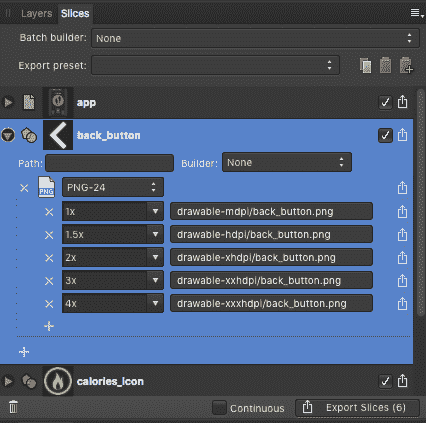 Layers Slices
Batch builder: None
Export preset:
app
back_button
Path: Builder: None
PNG PNG-24
1x drawable-mdpi/back_button.png
1.5x drawable-hdpi/back_button.png
2x drawable-xhdpi/back_button.png
3x drawable-xxhdpi/back_button.png
4x drawable-xxxhdpi/back_button.png
calories_icon
Continuous Export Slices (6)